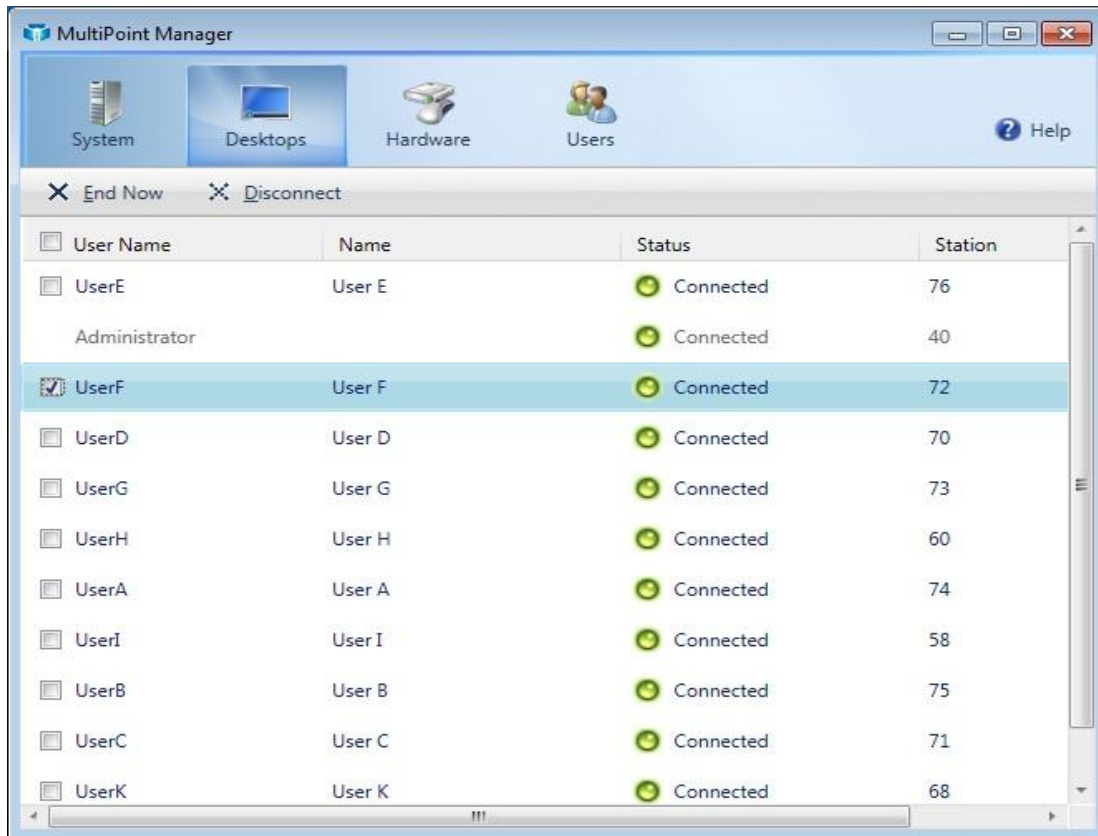 MultiPoint Manager
System Desktops Hardware Users Help
End Now Disconnect
User Name Name Status Station
UserE User E Connected 76
Administrator Connected 40
UserF User F Connected 72
UserD User D Connected 70
UserG User G Connected 73
UserH User H Connected 60
UserA User A Connected 74
UserI User I Connected 58
UserB User B Connected 75
UserC User C Connected 71
UserK User K Connected 68